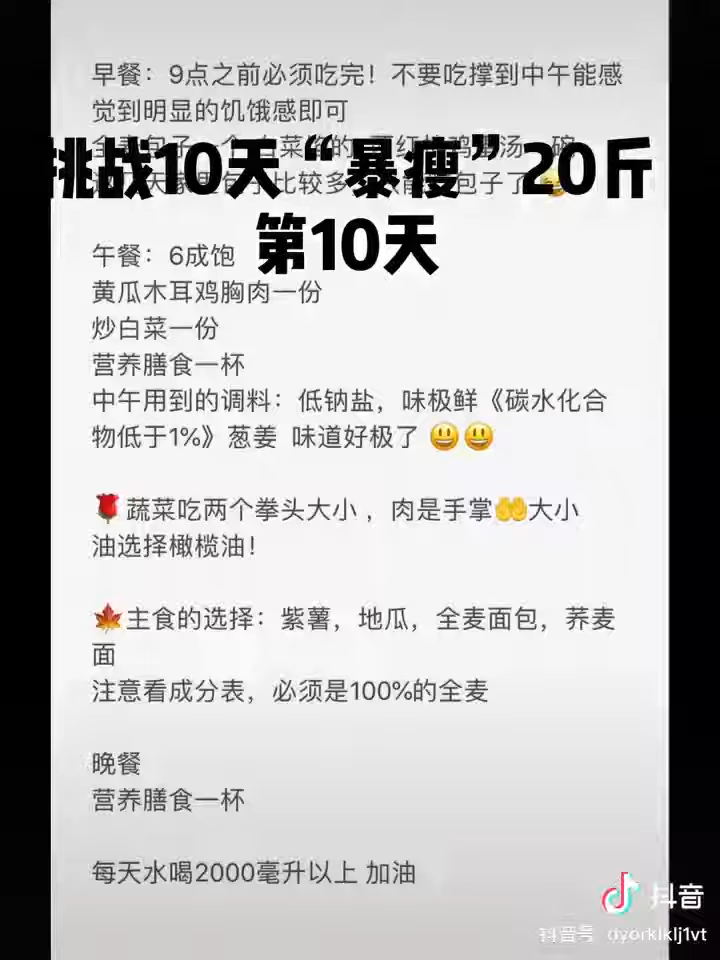 早餐：9点之前必须吃完！不要吃撑到中午能感
觉到明显的饥饿感即可
挑战10天“暴瘦”20斤
第10天
午餐：6成饱
黄瓜木耳鸡胸肉一份
炒白菜一份
营养膳食一杯
中午用到的调料：低钠盐，味极鲜《碳水化合
物低于1%》葱姜 味道好极了 😃😃
🌹蔬菜吃两个拳头大小 ，肉是手掌🤲大小
油选择橄榄油！
🍁主食的选择：紫薯，地瓜，全麦面包，荞麦
面
注意看成分表，必须是100%的全麦
晚餐
营养膳食一杯
每天水喝2000毫升以上 加油
抖音
抖音号：dyorklklj1vt